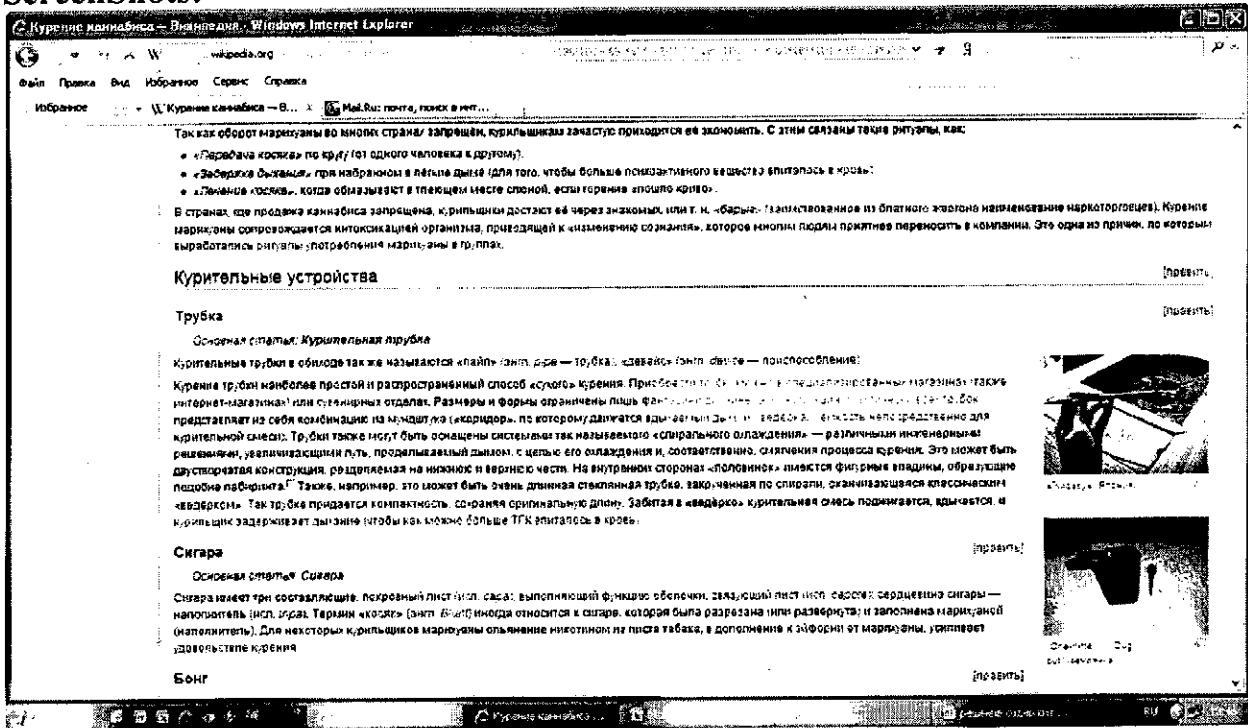 ScreenShots:
Курение каннабиса — Википедия - Windows Internet Explorer
wikipedia.org
Файл Правка Вид Избранное Сервис Справка
Избранное W Курение каннабиса — В... x Mail.Ru: почта, поиск в инт...
Так как оборот марихуаны во многих странах запрещён, курильщикам зачастую приходится её экономить. С этим связаны такие ритуалы, как:
• «Передача косяка» по кругу (от одного человека к другому).
• «Задержка дыхания» при набранном в лёгкие дыме (для того, чтобы больше психоактивного вещества впиталось в кровь)
• «Лечение косяка», когда обмазывают в тлеющем месте слюной, если горение «пошло криво».
В странах, где продажа каннабиса запрещена, курильщики достают её через знакомых, или т. н. «барыг» (заимствованное из блатного жаргона наименование наркоторговцев). Курение
марихуаны сопровождается интоксикацией организма, приводящей к «изменению сознания», которое многим людям приятнее переносить в компании. Это одна из причин, по которым
выработались ритуалы употребления марихуаны в группах.
Курительные устройства [править]
Трубка [править]
Основная статья: Курительная трубка
Курительные трубки в обиходе так же называются «пайп» (англ. pipe — трубка), «девайс» (англ. device — приспособление)
Курение трубки наиболее простой и распространённый способ «сухого» курения. специализированных магазинах (также
интернет-магазинах) или сувенирных отделах. Размеры и формы ограничены лишь
представляет из себя комбинацию из мундштука («коридор», по которому движется вдыхаемый дым) и ведёрка непосредственно для
курительной смеси). Трубки также могут быть оснащены системами так называемого «спирального охлаждения» — различными инженерными
решениями, увеличивающими путь, проделываемый дымом, с целью его охлаждения и, соответственно, смягчения процесса курения. Это может быть
двустворчатая конструкция, разделяемая на нижнюю и верхнюю части. На внутренних сторонах «половинок» имеются фигурные впадины, образующие
подобие лабиринта. Также, например, это может быть очень длинная стеклянная трубка, закрученная по спирали, оканчивающаяся классическим
«ведёрком». Так трубке придается компактность, сохраняя оригинальную длину. Забитая в «ведёрко» курительная смесь поджигается, вдыхается, и
курильщик задерживает дыхание (чтобы как можно больше ТГК впиталось в кровь)
Япония.
Сигара [править]
Основная статья: Сигара
Сигара имеет три составляющие: покровный лист (исп. capa), выполняющий функцию оболочки, связующий лист (исп. capote), сердцевина сигары —
наполнитель (исп. tripa). Термин «косяк» (англ. Blunt) иногда относится к сигаре, которая была разрезана (или развёрнута) и заполнена марихуаной
(наполнитель). Для некоторых курильщиков марихуаны опьянение никотином из листа табака, в дополнение к эйфории от марихуаны, усиливает
удовольствие курения
Бонг [править]
Курение каннабиса ...
RU